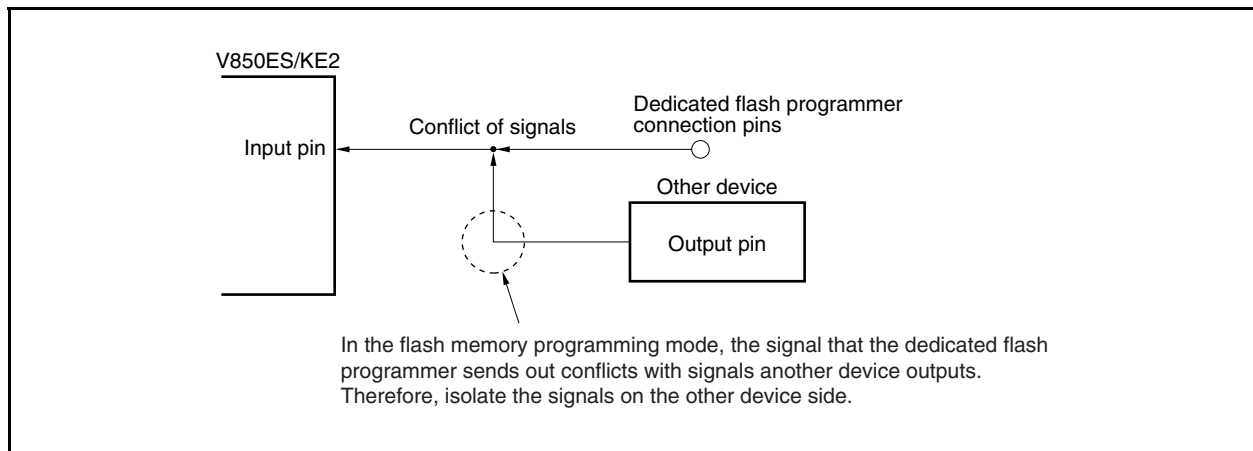 V850ES/KE2
Dedicated flash programmer
connection pins
Conflict of signals
Input pin
Other device
Output pin
In the flash memory programming mode, the signal that the dedicated flash
programmer sends out conflicts with signals another device outputs.
Therefore, isolate the signals on the other device side.